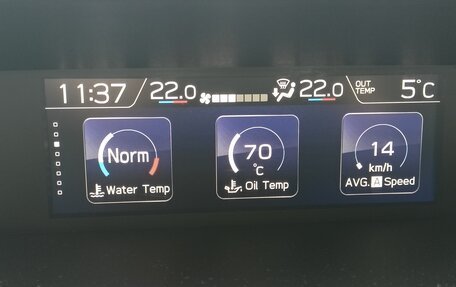 11:37 22.0 22.0 OUT TEMP 5°C
Norm
Water Temp
70
°C
Oil Temp
14
km/h
AVG. A Speed